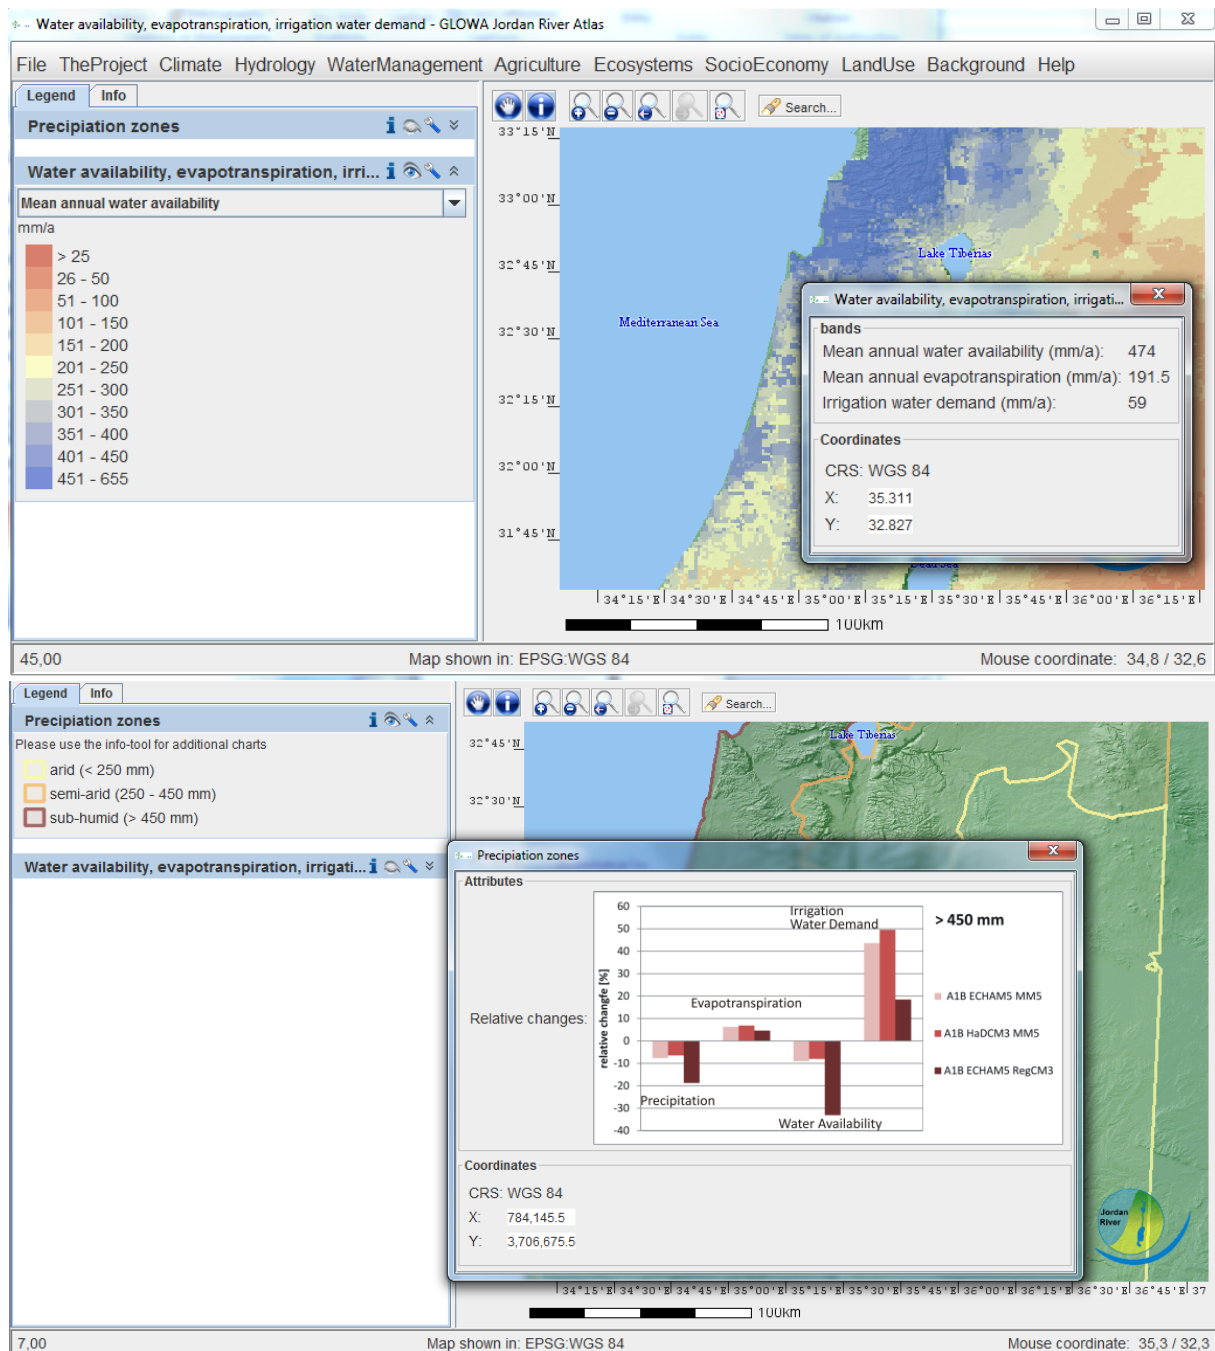 Water availability, evapotranspiration, irrigation water demand - GLOWA Jordan River Atlas
File TheProject Climate Hydrology WaterManagement Agriculture Ecosystems SocioEconomy LandUse Background Help
Legend Info
Search...
Precipiation zones
Water availability, evapotranspiration, irri...
Mean annual water availability
mm/a
> 25
26 - 50
51 - 100
101 - 150
151 - 200
201 - 250
251 - 300
301 - 350
351 - 400
401 - 450
451 - 655
33°15'N
33°00'N
32°45'N
32°30'N
32°15'N
32°00'N
31°45'N
Lake Tiberias
Mediterranean Sea
Dead Sea
Water availability, evapotranspiration, irrigati...
bands
Mean annual water availability (mm/a): 474
Mean annual evapotranspiration (mm/a): 191.5
Irrigation water demand (mm/a): 59
Coordinates
CRS: WGS 84
X: 35.311
Y: 32.827
34°15'E 34°30'E 34°45'E 35°00'E 35°15'E 35°30'E 35°45'E 36°00'E 36°15'E
100km
45,00 Map shown in: EPSG:WGS 84 Mouse coordinate: 34,8 / 32,6
Legend Info
Search...
Precipiation zones
Please use the info-tool for additional charts
arid (< 250 mm)
semi-arid (250 - 450 mm)
sub-humid (> 450 mm)
Water availability, evapotranspiration, irrigati...
32°45'N
32°30'N
Lake Tiberias
Precipiation zones
Attributes
Relative changes:
relative changfe [%]
60
50
40
30
20
10
0
-10
-20
-30
-40
Irrigation
Water Demand
Evapotranspiration
Precipitation
Water Availability
> 450 mm
A1B ECHAM5 MM5
A1B HaDCM3 MM5
A1B ECHAM5 RegCM3
Coordinates
CRS: WGS 84
X: 784,145.5
Y: 3,706,675.5
Jordan
River
34°15'E 34°30'E 34°45'E 35°00'E 35°15'E 35°30'E 35°45'E 36°00'E 36°15'E 36°30'E 36°45'E 37
100km
7,00 Map shown in: EPSG:WGS 84 Mouse coordinate: 35,3 / 32,3